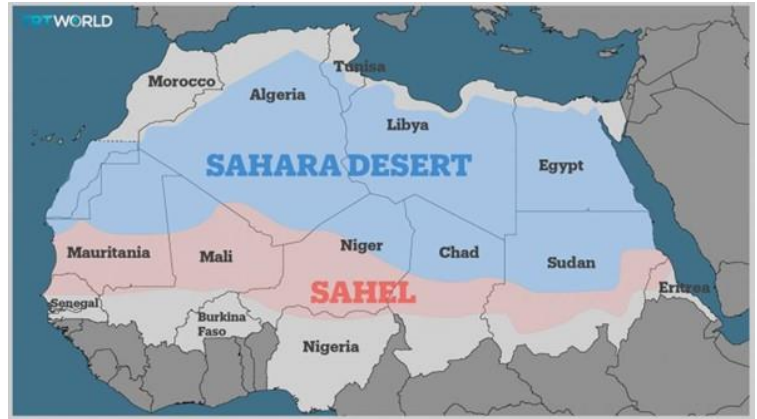 TRTWORLD
Morocco
Tunisa
Algeria
Libya
Egypt
SAHARA DESERT
Mauritania
Mali
Niger
Chad
Sudan
SAHEL
Eritrea
Senegal
Burkina
Faso
Nigeria